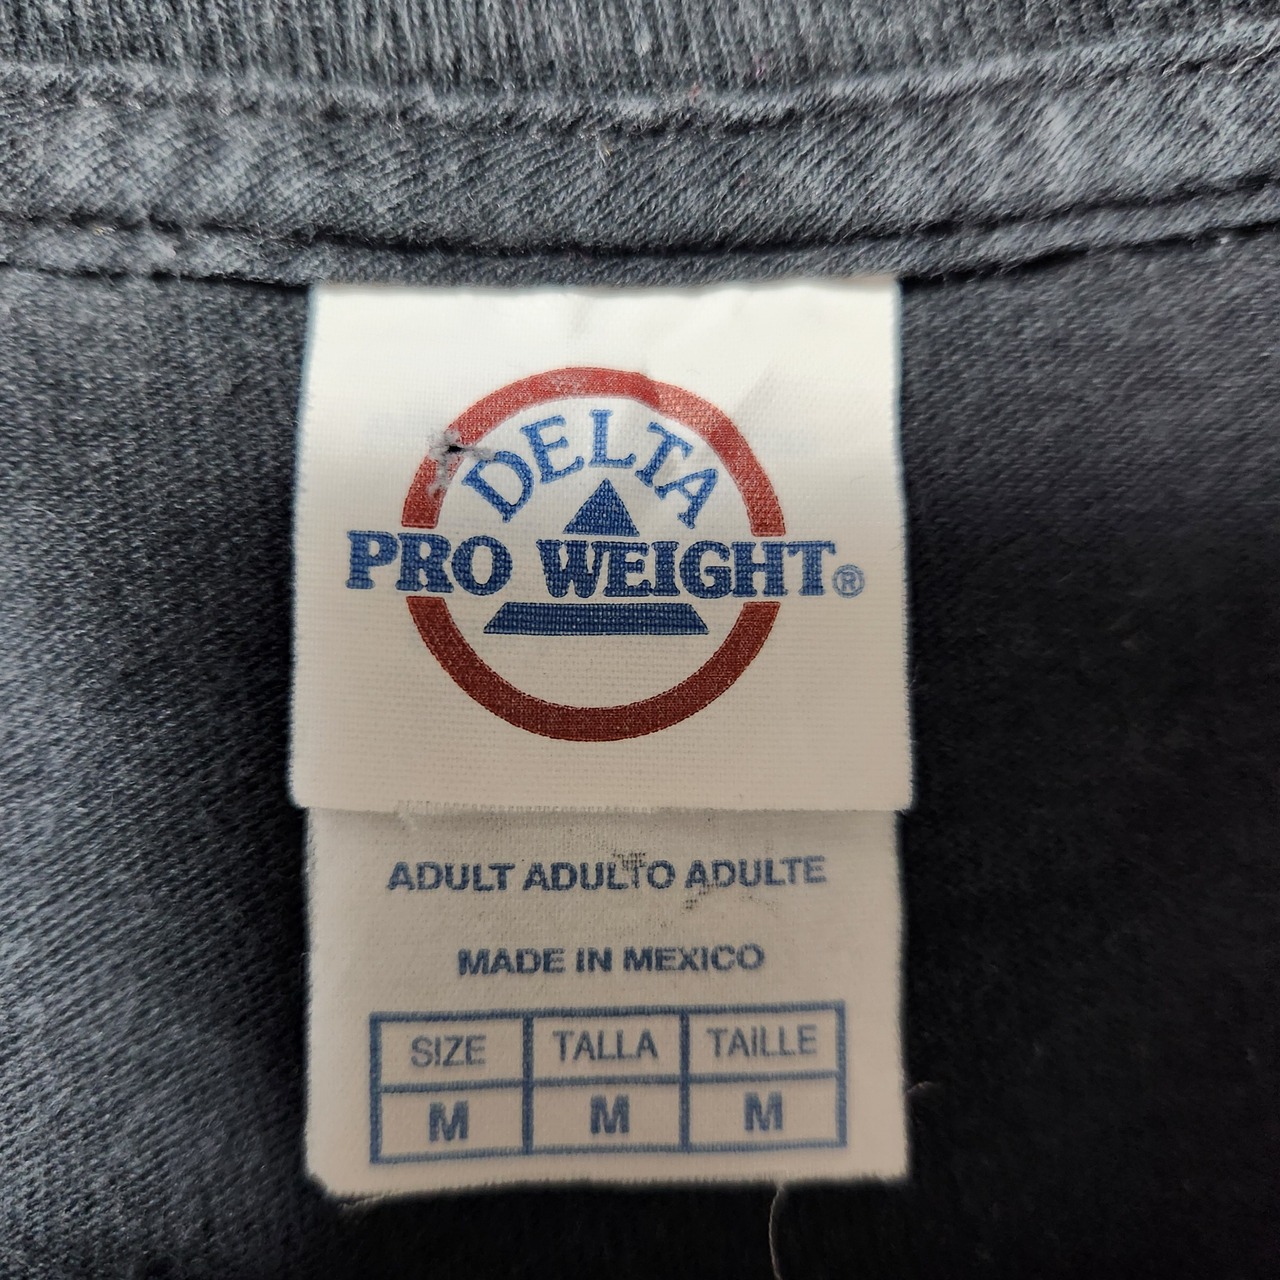 DELTA
PRO WEIGHT®
ADULT ADULTO ADULTE
MADE IN MEXICO
SIZE TALLA TAILLE
M M M